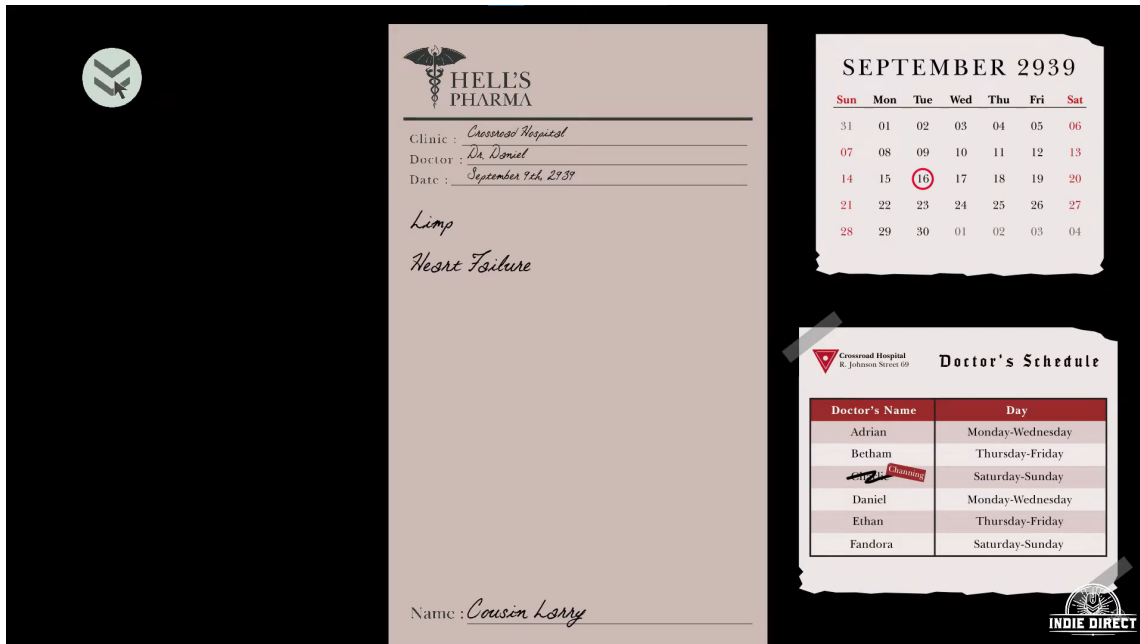 HELL'S
PHARMA
Clinic : Crossroad Hospital
Doctor : Dr. Daniel
Date : September 9th, 2939
Limp
Heart Failure
Name : Cousin Larry
SEPTEMBER 2939
Sun Mon Tue Wed Thu Fri Sat
31 01 02 03 04 05 06
07 08 09 10 11 12 13
14 15 16 17 18 19 20
21 22 23 24 25 26 27
28 29 30 01 02 03 04
Crossroad Hospital
R. Johnson Street 69
Doctor's Schedule
Doctor's Name Day
Adrian Monday-Wednesday
Betham Thursday-Friday
Channing Saturday-Sunday
Daniel Monday-Wednesday
Ethan Thursday-Friday
Fandora Saturday-Sunday
INDIE DIRECT